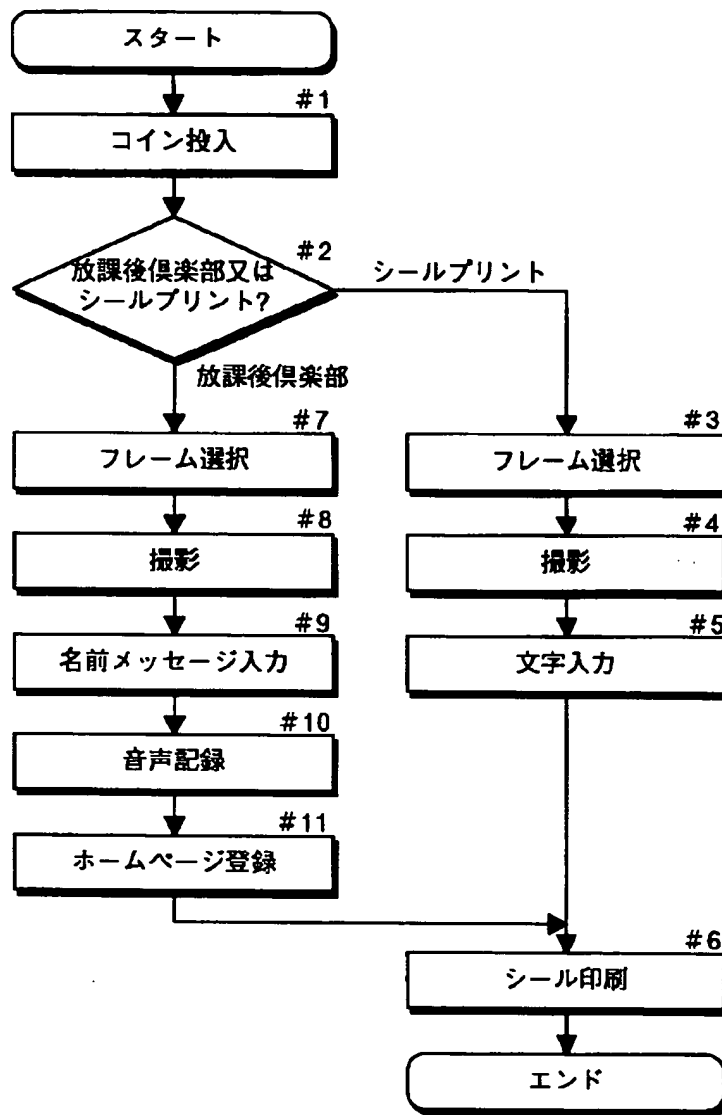 スタート
#1
コイン投入
#2
放課後倶楽部又は
シールプリント?
シールプリント
放課後倶楽部
#7
フレーム選択
#8
撮影
#9
名前メッセージ入力
#10
音声記録
#11
ホームページ登録
#3
フレーム選択
#4
撮影
#5
文字入力
#6
シール印刷
エンド